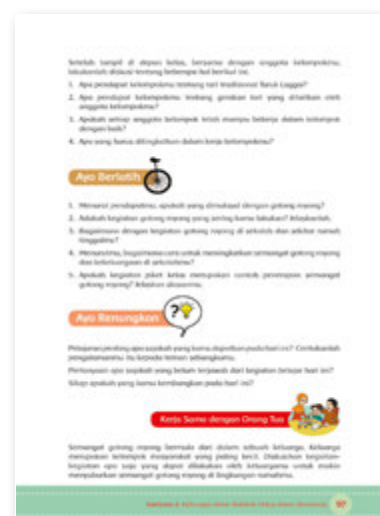 Setelah tampil di depan kelas, bersama dengan anggota kelompokmu,
lakukanlah diskusi tentang beberapa hal berikut ini.
1. Apa pendapat kelompokmu tentang tari tradisional Baruk Laggai?
2. Apa pendapat kelompokmu tentang gerakan tari yang ditarikan oleh
anggota kelompokmu?
3. Apakah setiap anggota kelompok telah mampu bekerja dalam kelompok
dengan baik?
4. Apa yang harus ditingkatkan dalam kerja kelompokmu?
Ayo Berlatih
1. Menurut pendapatmu, apakah yang dimaksud dengan gotong royong?
2. Adakah kegiatan gotong royong yang sering kamu lakukan? Jelaskanlah.
3. Bagaimana dengan kegiatan gotong royong di sekolah dan sekitar rumah
tinggalmu?
4. Menurutmu, bagaimana cara untuk meningkatkan semangat gotong royong
dan kebersamaan di sekolahmu?
5. Apakah kegiatan piket kelas merupakan contoh penerapan semangat
gotong royong? Jelaskan alasanmu.
Ayo Renungkan
Pelajaran penting apa sajakah yang kamu dapatkan pada hari ini? Ceritakanlah
pengalamanmu itu kepada teman sebangkumu.
Pertanyaan apa sajakah yang belum terjawab dari kegiatan belajar hari ini?
Sikap apakah yang kamu kembangkan pada hari ini?
Kerja Sama dengan Orang Tua
Semangat gotong royong bermula dari dalam sebuah keluarga. Keluarga
merupakan kelompok masyarakat yang paling kecil. Diskusikan kegiatan-
kegiatan apa saja yang dapat dilakukan oleh keluargamu untuk makin
menyuburkan semangat gotong royong di lingkungan rumahmu.
97